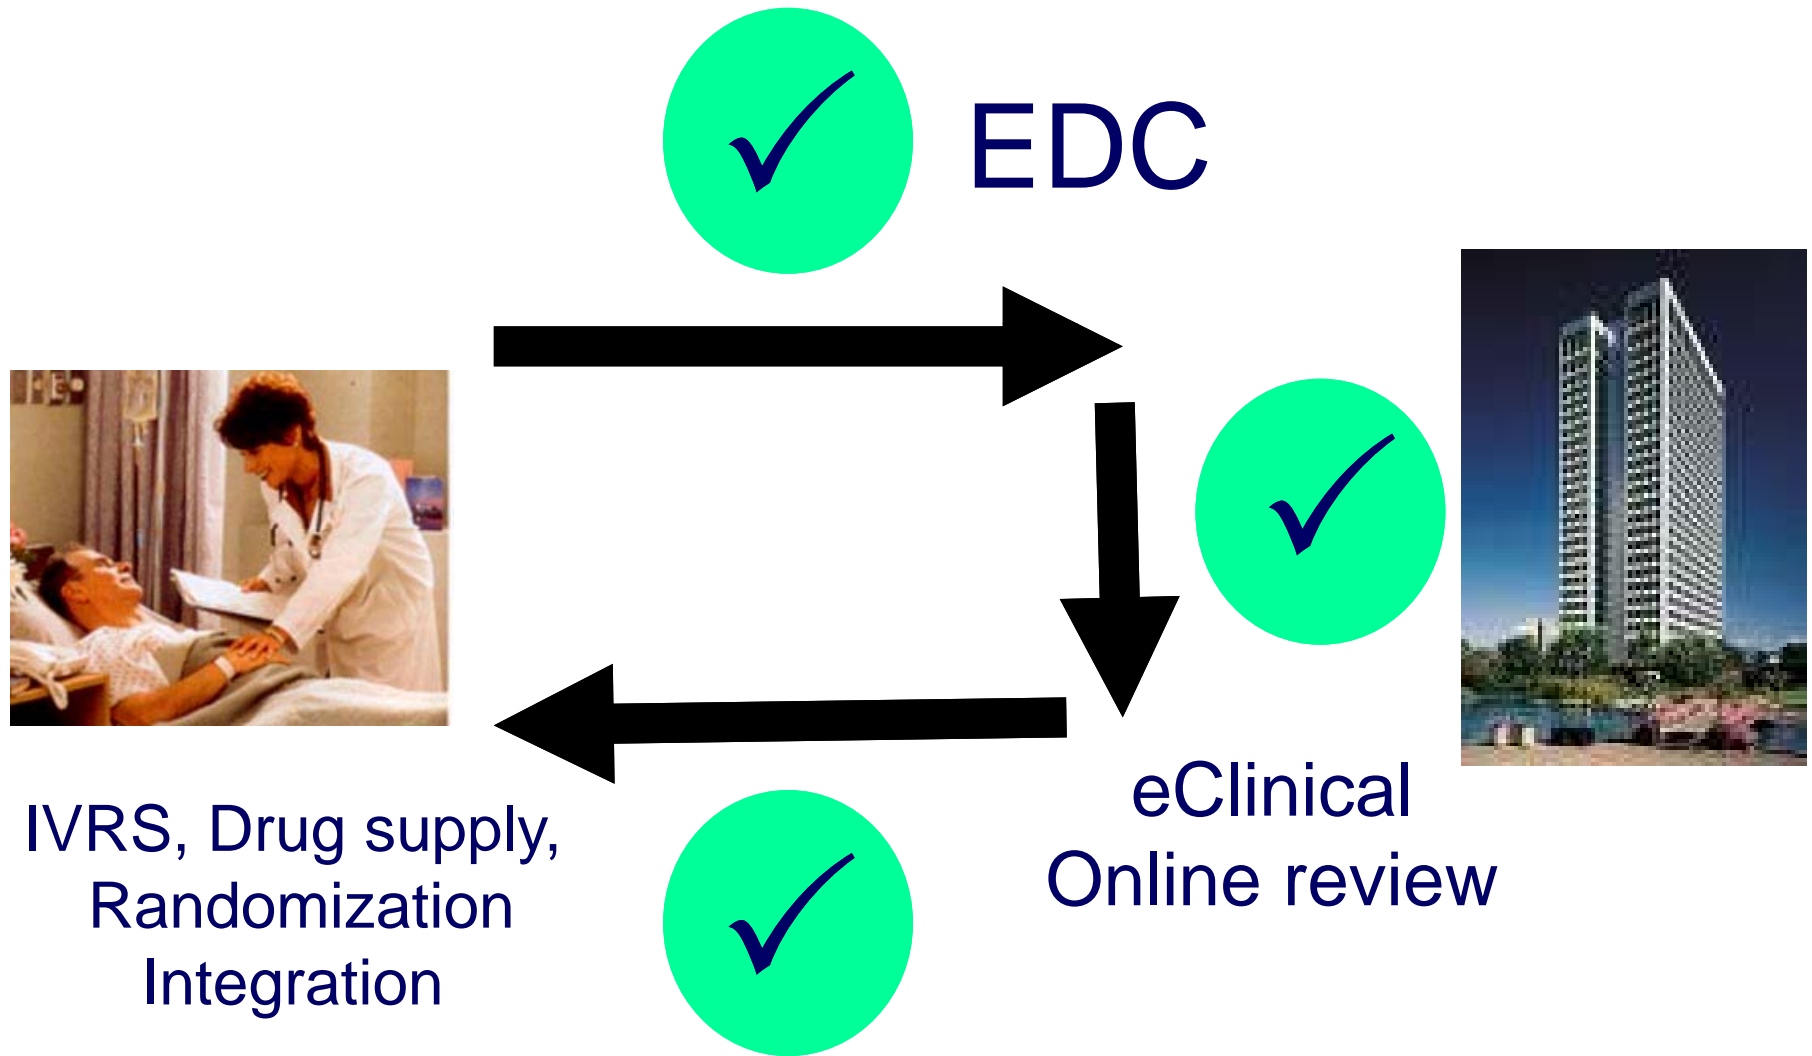 EDC
eClinical
Online review
IVRS, Drug supply,
Randomization
Integration